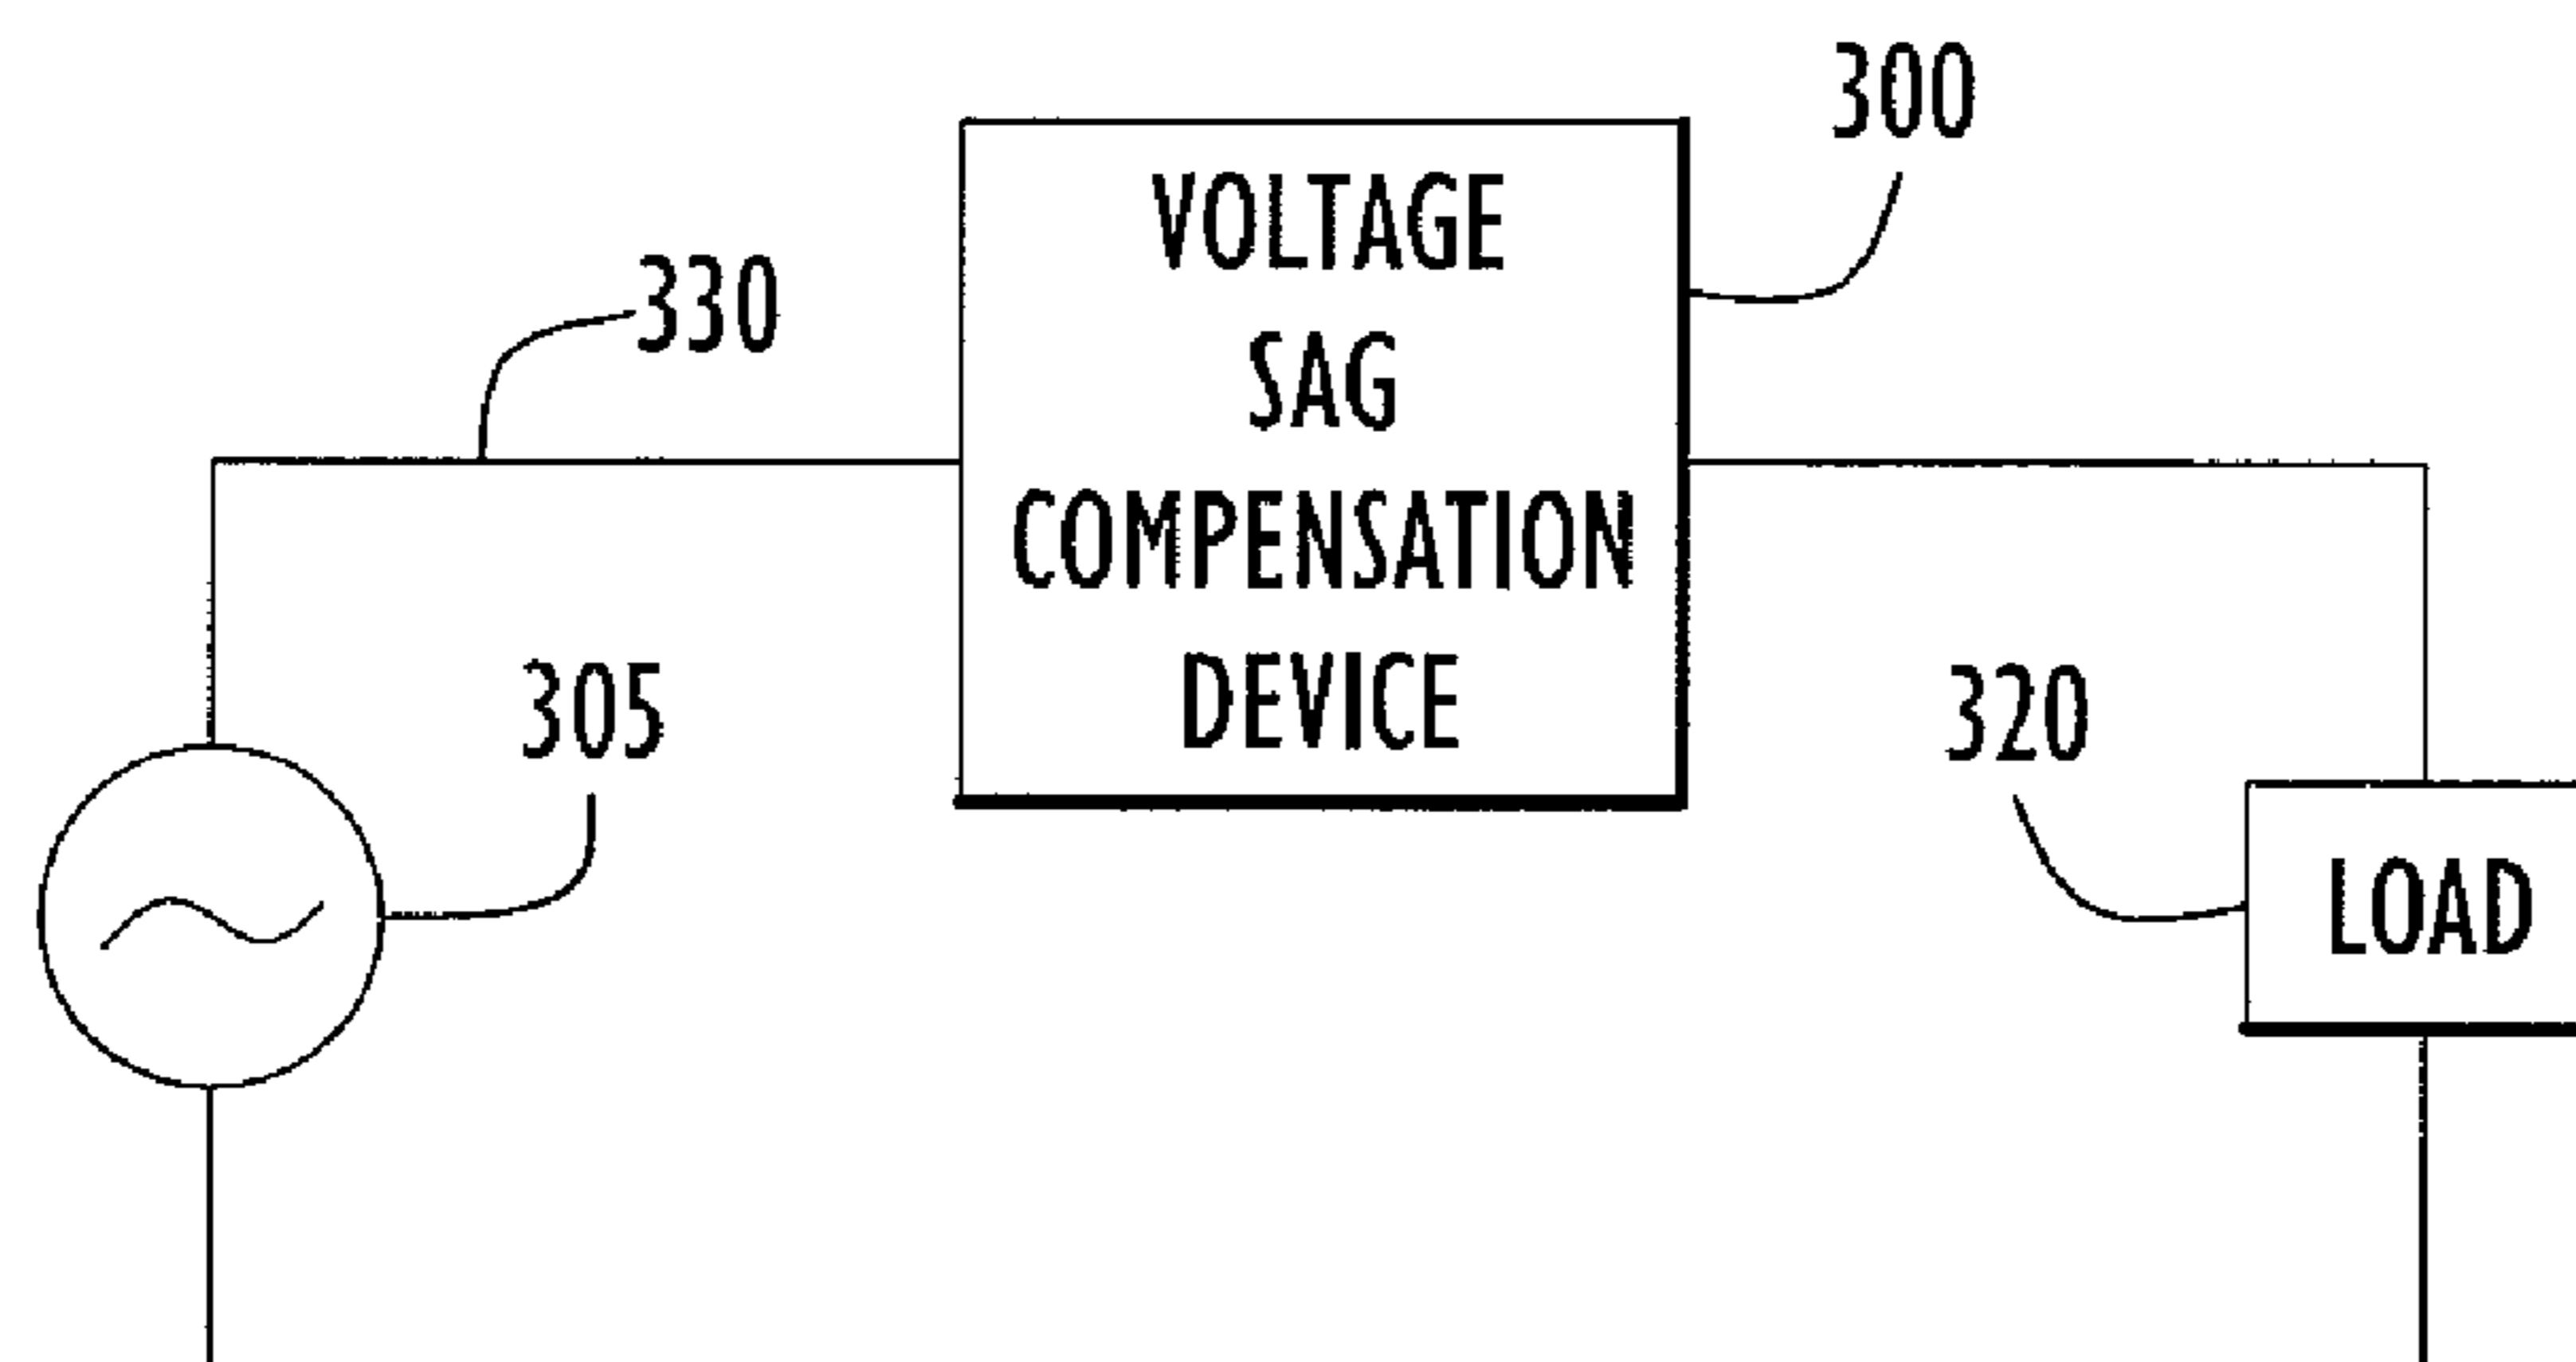 300
VOLTAGE
SAG
COMPENSATION
DEVICE
330
305
320
LOAD